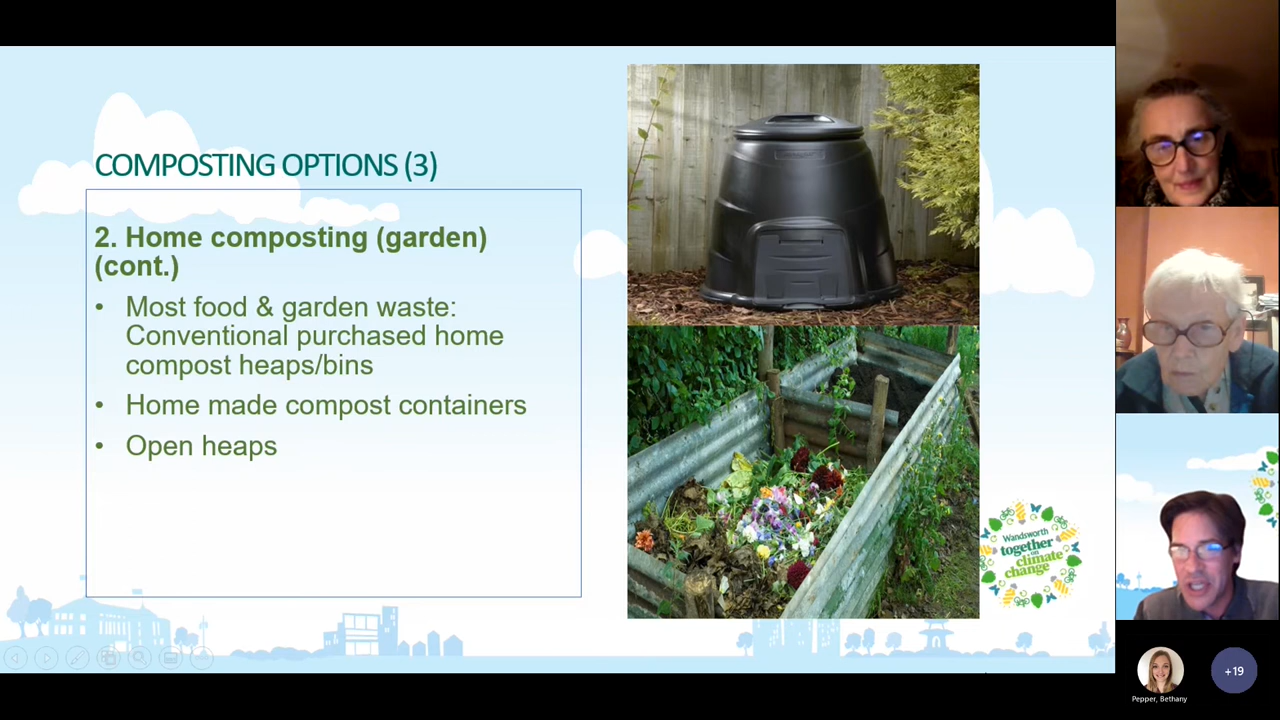 COMPOSTING OPTIONS (3)
2. Home composting (garden)
(cont.)
• Most food & garden waste:
Conventional purchased home
compost heaps/bins
• Home made compost containers
• Open heaps
Wandsworth
together
on
climate
change
Pepper, Bethany
+19